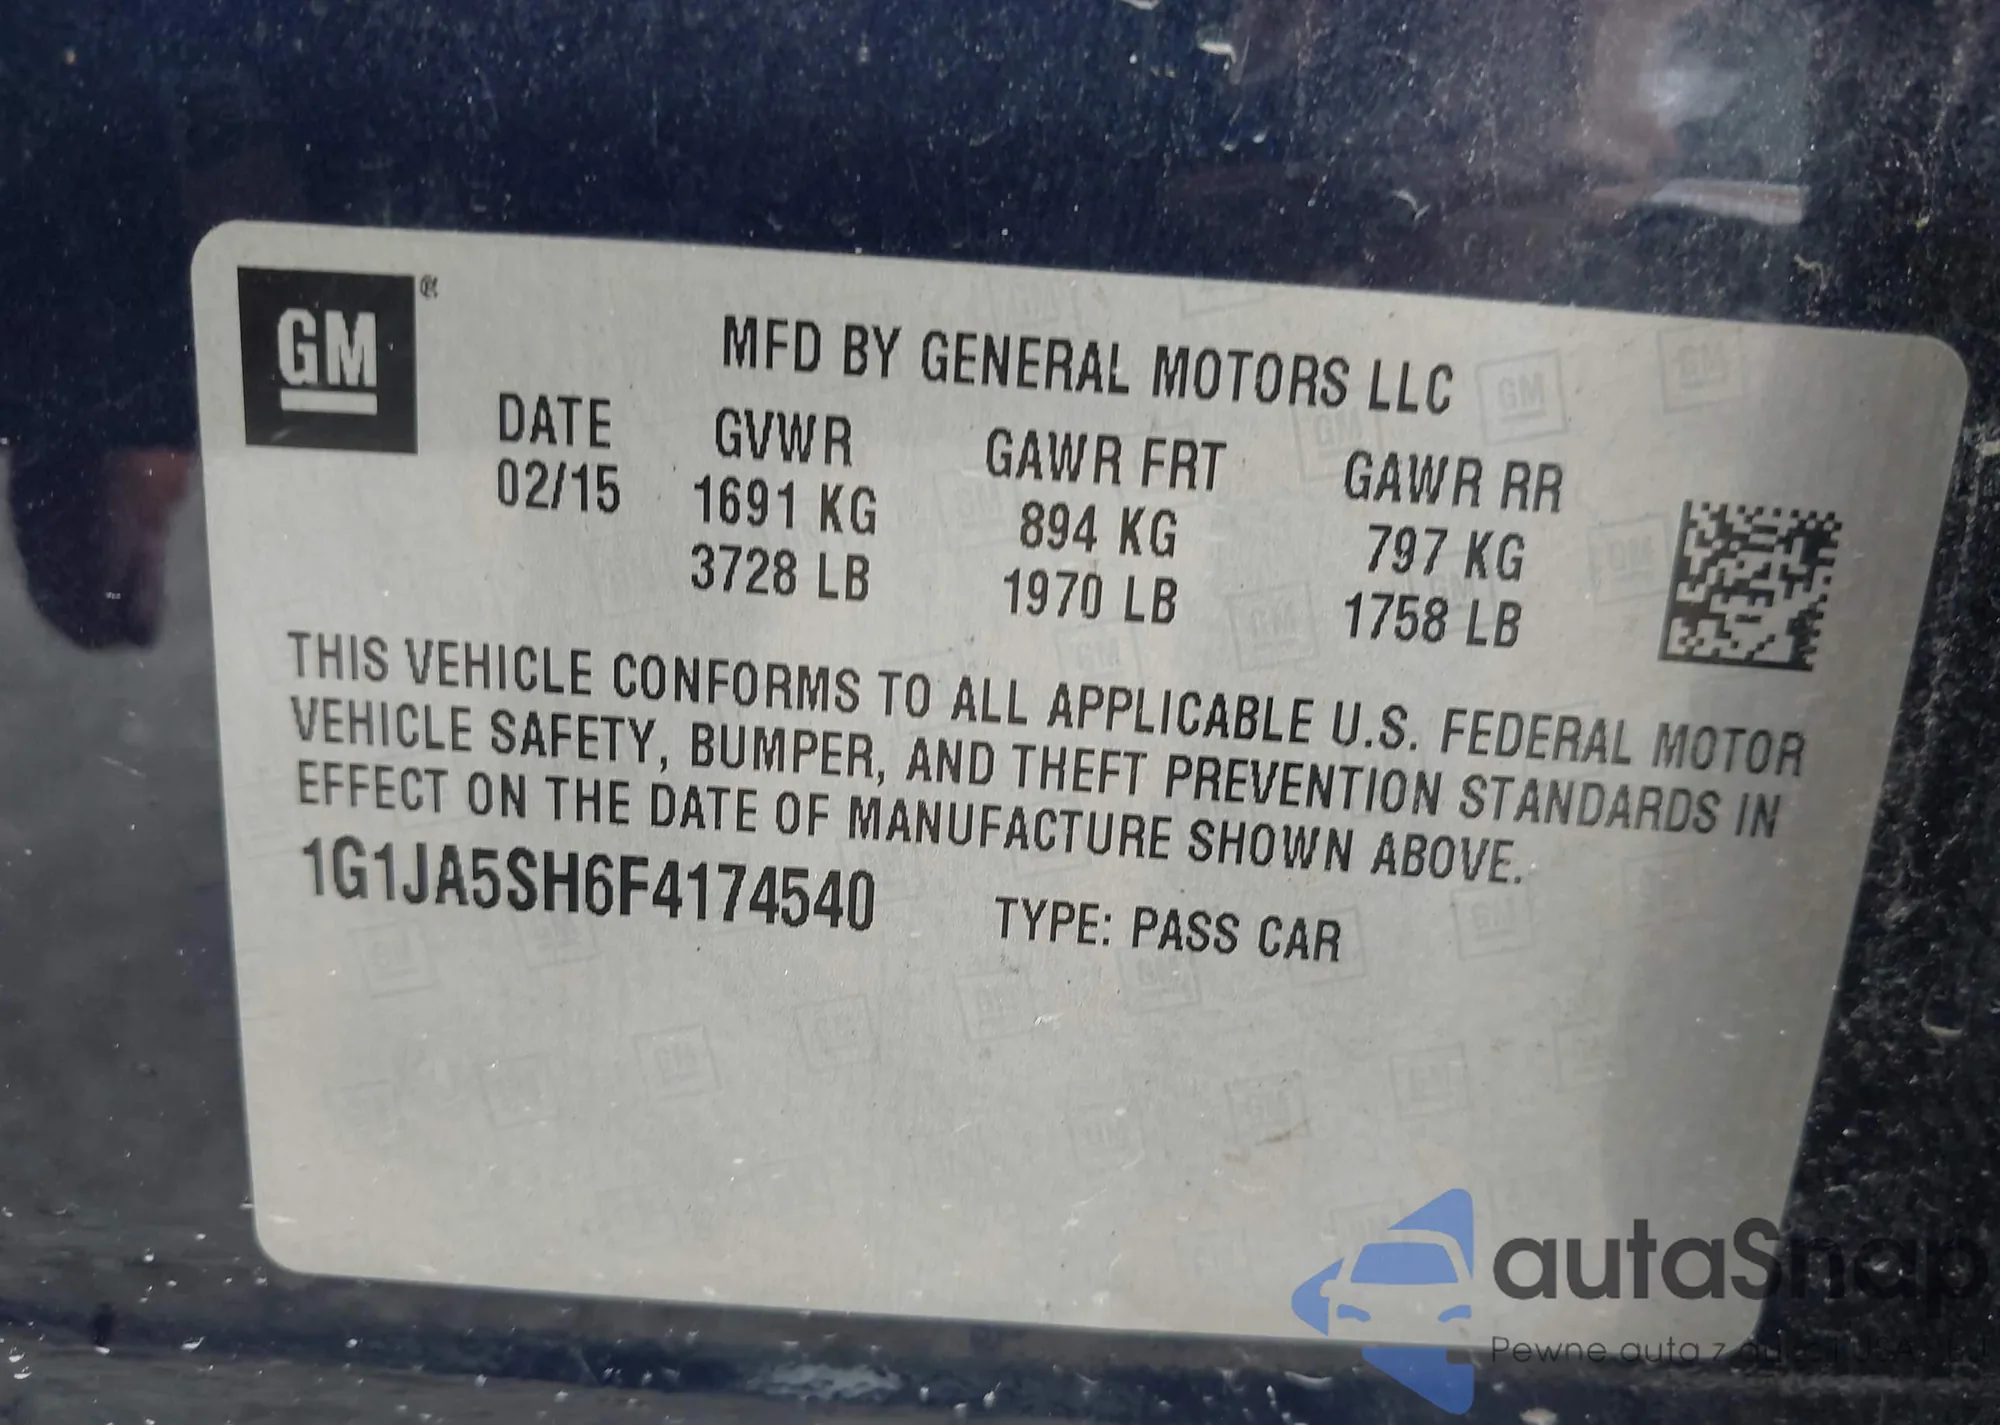 GM®
MFD BY GENERAL MOTORS LLC
DATE GVWR GAWR FRT GAWR RR
02/15 1691 KG 894 KG 797 KG
3728 LB 1970 LB 1758 LB
THIS VEHICLE CONFORMS TO ALL APPLICABLE U.S. FEDERAL MOTOR
VEHICLE SAFETY, BUMPER, AND THEFT PREVENTION STANDARDS IN
EFFECT ON THE DATE OF MANUFACTURE SHOWN ABOVE.
1G1JA5SH6F4174540 TYPE: PASS CAR
autaSnap
Pewne auta z